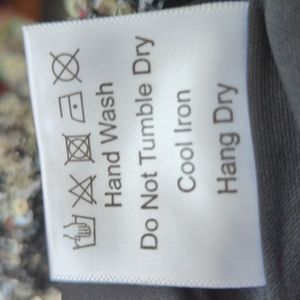 Hand Wash
Do Not Tumble Dry
Cool Iron
Hang Dry